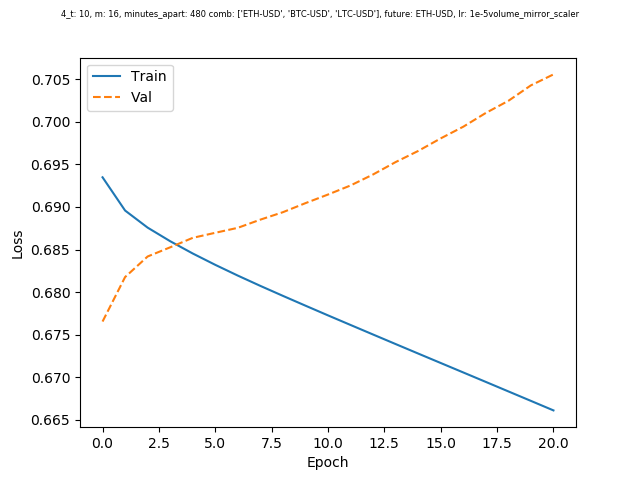 4_t: 10, m: 16, minutes_apart: 480 comb: ['ETH-USD', 'BTC-USD', 'LTC-USD'], future: ETH-USD, lr: 1e-5volume_mirror_scaler
Train
Val
0.705
0.700
0.695
0.690
0.685
0.680
0.675
0.670
0.665
Loss
0.0 2.5 5.0 7.5 10.0 12.5 15.0 17.5 20.0
Epoch